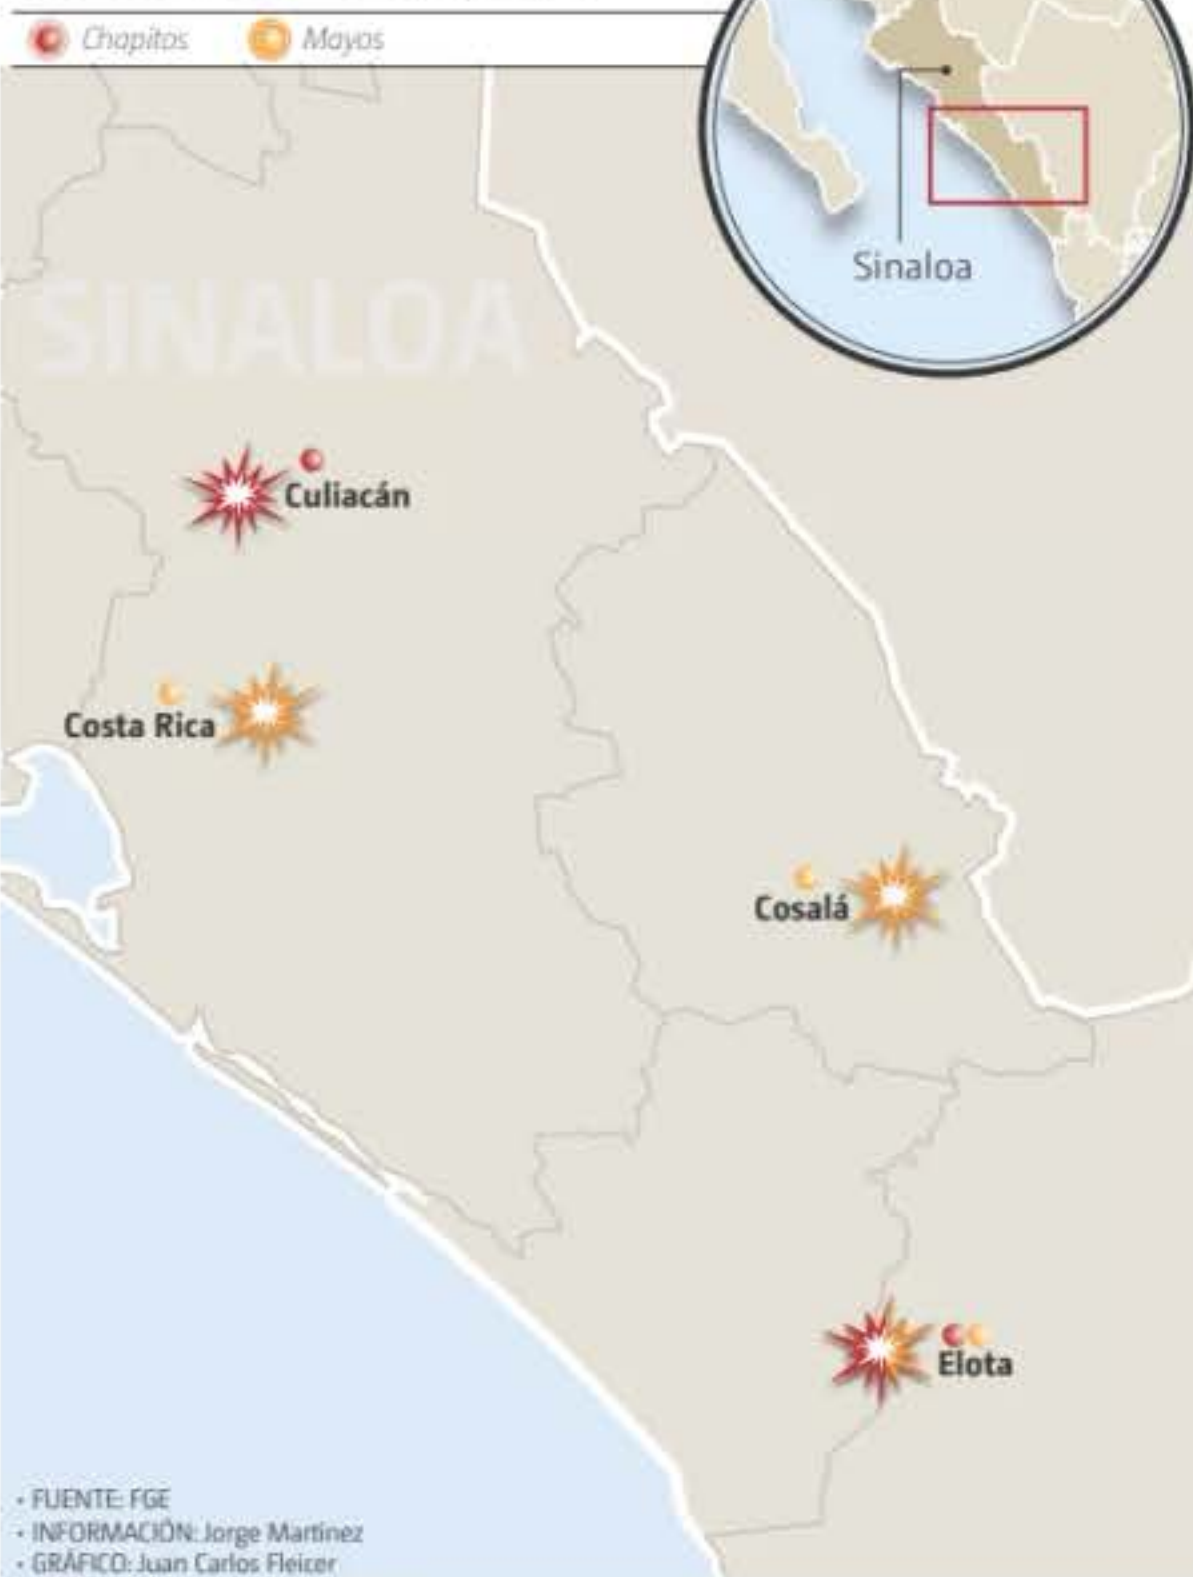 Chapitos
Mayos
Sinaloa
SINALOA
Culiacán
Costa Rica
Cosalá
Elota
• FUENTE: FGE
• INFORMACIÓN: Jorge Martínez
• GRÁFICO: Juan Carlos Fleicer